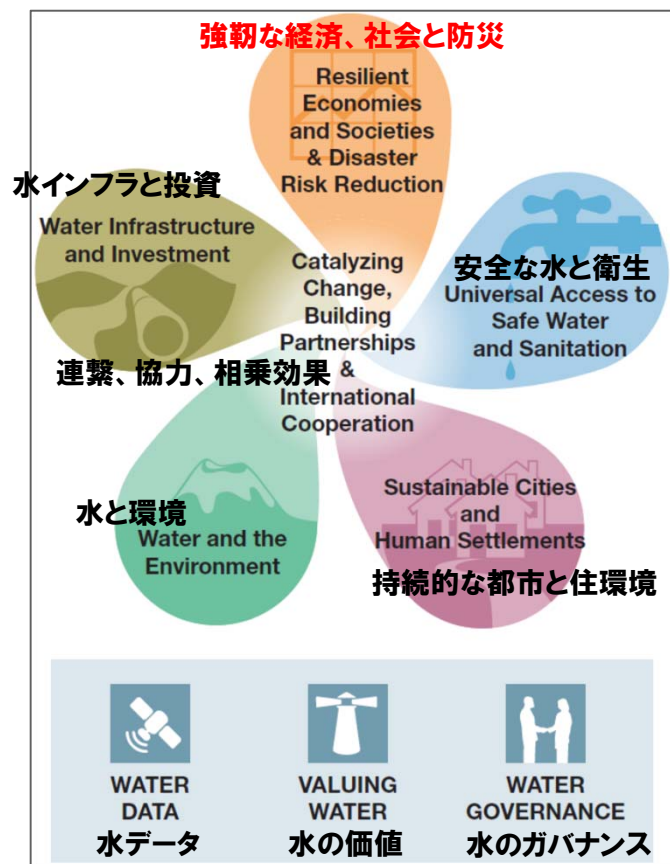 強靭な経済、社会と防災
Resilient
Economies
and Societies
& Disaster
Risk Reduction
水インフラと投資
Water Infrastructure
and Investment
安全な水と衛生
Universal Access to
Safe Water
and Sanitation
Catalyzing
Change,
Building
Partnerships
&
International
Cooperation
連繋、協力、相乗効果
水と環境
Water and the
Environment
Sustainable Cities
and
Human Settlements
持続的な都市と住環境
WATER
DATA
水データ
VALUING
WATER
水の価値
WATER
GOVERNANCE
水のガバナンス